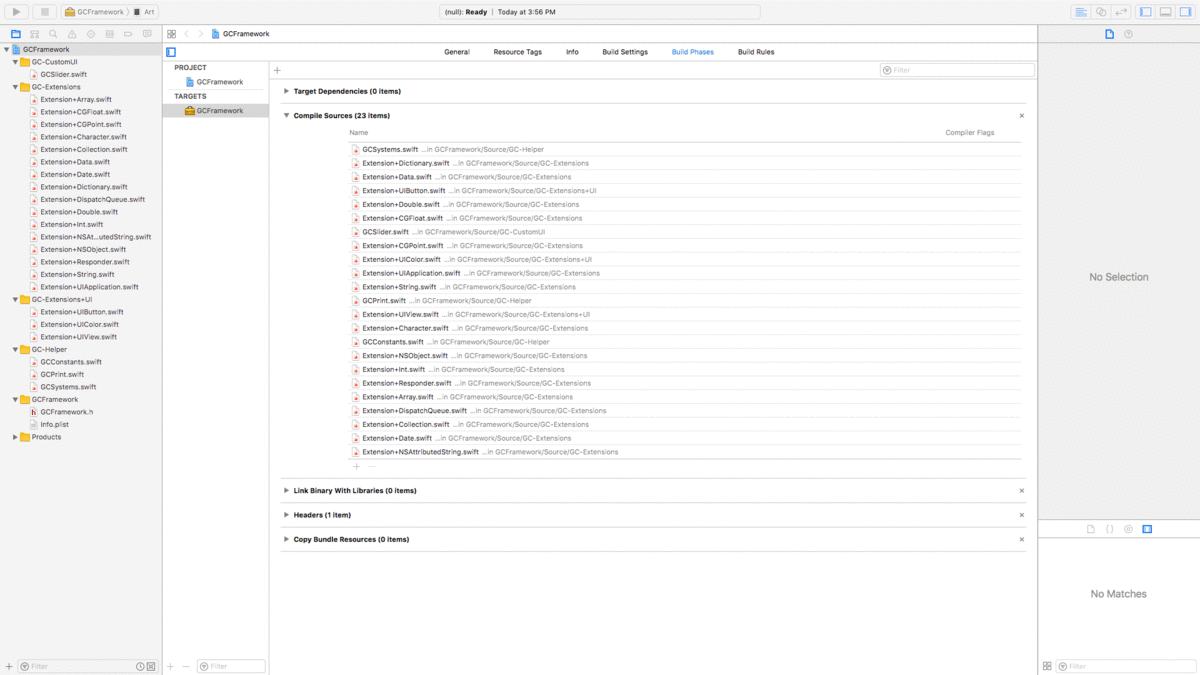 GCFramework 〉 Art
(null): Ready | Today at 3:56 PM
GCFramework
GCFramework
GC-CustomUI
GCSlider.swift
GC-Extensions
Extension+Array.swift
Extension+CGFloat.swift
Extension+CGPoint.swift
Extension+Character.swift
Extension+Collection.swift
Extension+Data.swift
Extension+Date.swift
Extension+Dictionary.swift
Extension+DispatchQueue.swift
Extension+Double.swift
Extension+Int.swift
Extension+NSAt...utedString.swift
Extension+NSObject.swift
Extension+Responder.swift
Extension+String.swift
Extension+UIApplication.swift
GC-Extensions+UI
Extension+UIButton.swift
Extension+UIColor.swift
Extension+UIView.swift
GC-Helper
GCConstants.swift
GCPrint.swift
GCSystems.swift
GCFramework
GCFramework.h
Info.plist
Products
Filter
General Resource Tags Info Build Settings Build Phases Build Rules
PROJECT
GCFramework
TARGETS
GCFramework
Filter
Filter
Target Dependencies (0 items)
Compile Sources (23 items)
Name Compiler Flags
GCSystems.swift ...in GCFramework/Source/GC-Helper
Extension+Dictionary.swift ...in GCFramework/Source/GC-Extensions
Extension+Data.swift ...in GCFramework/Source/GC-Extensions
Extension+UIButton.swift ...in GCFramework/Source/GC-Extensions+UI
Extension+Double.swift ...in GCFramework/Source/GC-Extensions
Extension+CGFloat.swift ...in GCFramework/Source/GC-Extensions
GCSlider.swift ...in GCFramework/Source/GC-CustomUI
Extension+CGPoint.swift ...in GCFramework/Source/GC-Extensions
Extension+UIColor.swift ...in GCFramework/Source/GC-Extensions+UI
Extension+UIApplication.swift ...in GCFramework/Source/GC-Extensions
Extension+String.swift ...in GCFramework/Source/GC-Extensions
GCPrint.swift ...in GCFramework/Source/GC-Helper
Extension+UIView.swift ...in GCFramework/Source/GC-Extensions+UI
Extension+Character.swift ...in GCFramework/Source/GC-Extensions
GCConstants.swift ...in GCFramework/Source/GC-Helper
Extension+NSObject.swift ...in GCFramework/Source/GC-Extensions
Extension+Int.swift ...in GCFramework/Source/GC-Extensions
Extension+Responder.swift ...in GCFramework/Source/GC-Extensions
Extension+Array.swift ...in GCFramework/Source/GC-Extensions
Extension+DispatchQueue.swift ...in GCFramework/Source/GC-Extensions
Extension+Collection.swift ...in GCFramework/Source/GC-Extensions
Extension+Date.swift ...in GCFramework/Source/GC-Extensions
Extension+NSAttributedString.swift ...in GCFramework/Source/GC-Extensions
Link Binary With Libraries (0 items)
Headers (1 item)
Copy Bundle Resources (0 items)
No Selection
No Matches
Filter